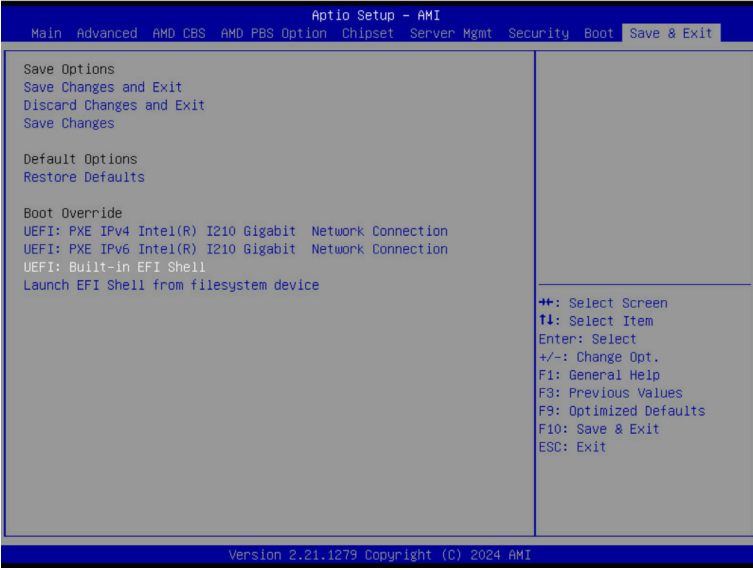 Aptio Setup – AMI
Main Advanced AMD CBS AMD PBS Option Chipset Server Mgmt Security Boot Save & Exit
Save Options
Save Changes and Exit
Discard Changes and Exit
Save Changes
Default Options
Restore Defaults
Boot Override
UEFI: PXE IPv4 Intel(R) I210 Gigabit Network Connection
UEFI: PXE IPv6 Intel(R) I210 Gigabit Network Connection
UEFI: Built-in EFI Shell
Launch EFI Shell from filesystem device
→←: Select Screen
↑↓: Select Item
Enter: Select
+/-: Change Opt.
F1: General Help
F3: Previous Values
F9: Optimized Defaults
F10: Save & Exit
ESC: Exit
Version 2.21.1279 Copyright (C) 2024 AMI